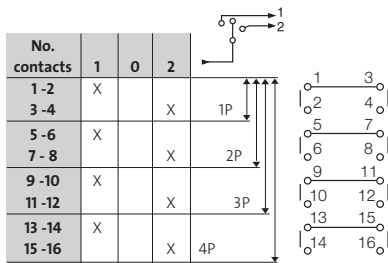 1
2
No.
contacts 1 0 2
1 -2 X
3 -4 X 1P
5 -6 X
7 - 8 X 2P
9 -10 X
11 -12 X 3P
13 -14 X
15 -16 X 4P
1 3
2 4
5 7
6 8
9 11
10 12
13 15
14 16